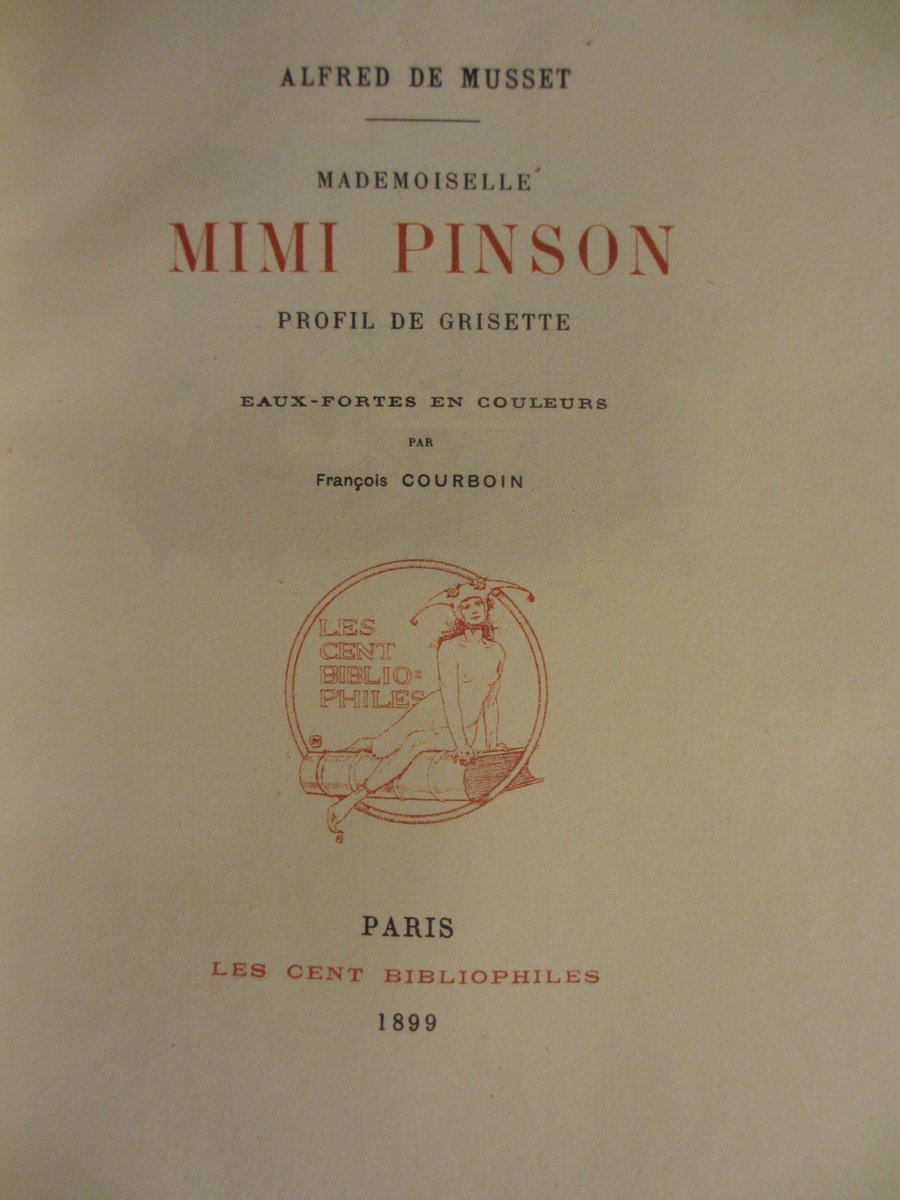 ALFRED DE MUSSET
MADEMOISELLE
MIMI PINSON
PROFIL DE GRISETTE
EAUX-FORTES EN COULEURS
PAR
François COURBOIN
LES
CENT
BIBLIO=
PHILES
PARIS
LES CENT BIBLIOPHILES
1899